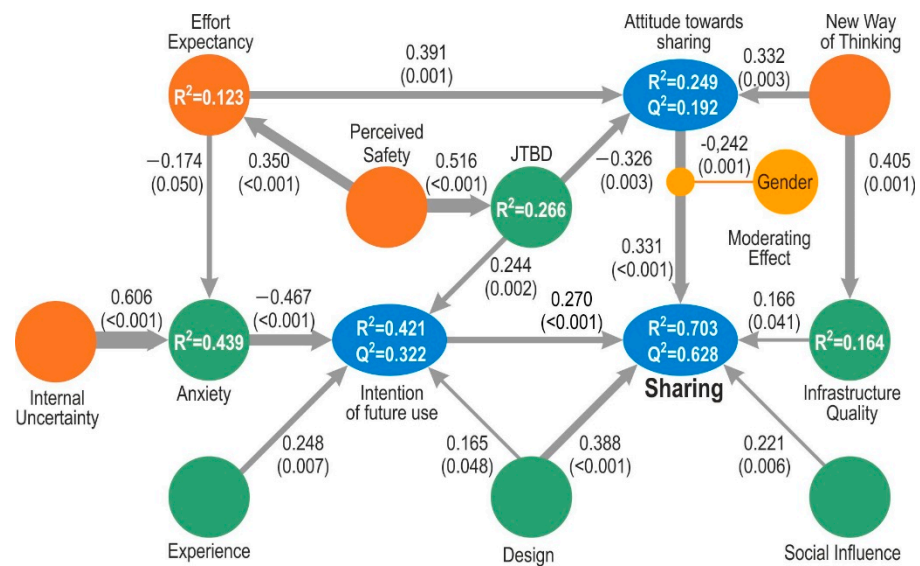 Effort
Expectancy
Attitude towards
sharing
New Way
of Thinking
0.391
(0.001)
0.332
(0.003)
R²=0.123
R²=0.249
Q²=0.192
Perceived
Safety
JTBD
−0.174
(0.050)
0.350
(<0.001)
0.516
(<0.001)
−0.326
(0.003)
-0,242
(0.001)
Gender
0.405
(0.001)
R²=0.266
Moderating
Effect
0.244
(0.002)
0.331
(<0.001)
0.606
(<0.001)
−0.467
(<0.001)
0.270
(<0.001)
0.166
(0.041)
R²=0.439
R²=0.421
Q²=0.322
R²=0.703
Q²=0.628
R²=0.164
Internal
Uncertainty
Anxiety
Intention
of future use
Sharing
Infrastructure
Quality
0.248
(0.007)
0.165
(0.048)
0.388
(<0.001)
0.221
(0.006)
Experience
Design
Social Influence